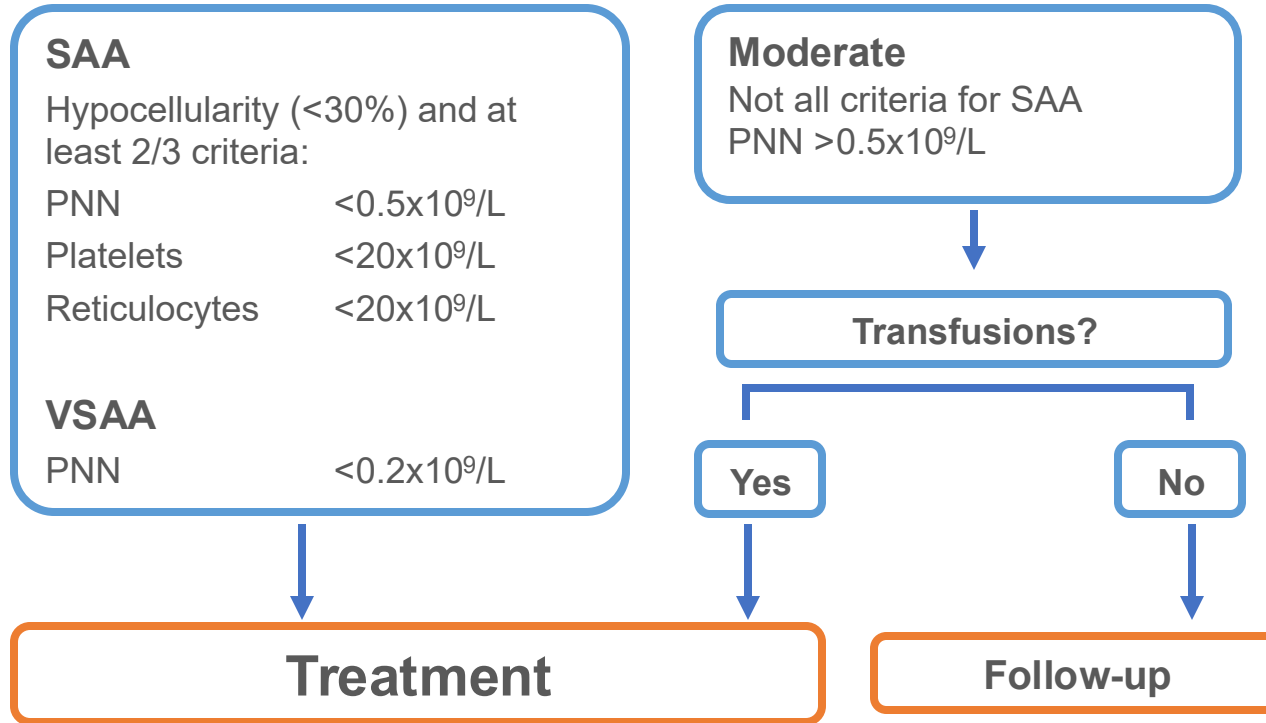 SAA
Hypocellularity (<30%) and at
least 2/3 criteria:
PNN <0.5x10⁹/L
Platelets <20x10⁹/L
Reticulocytes <20x10⁹/L
VSAA
PNN <0.2x10⁹/L
Moderate
Not all criteria for SAA
PNN >0.5x10⁹/L
Transfusions?
Yes
No
Treatment
Follow-up